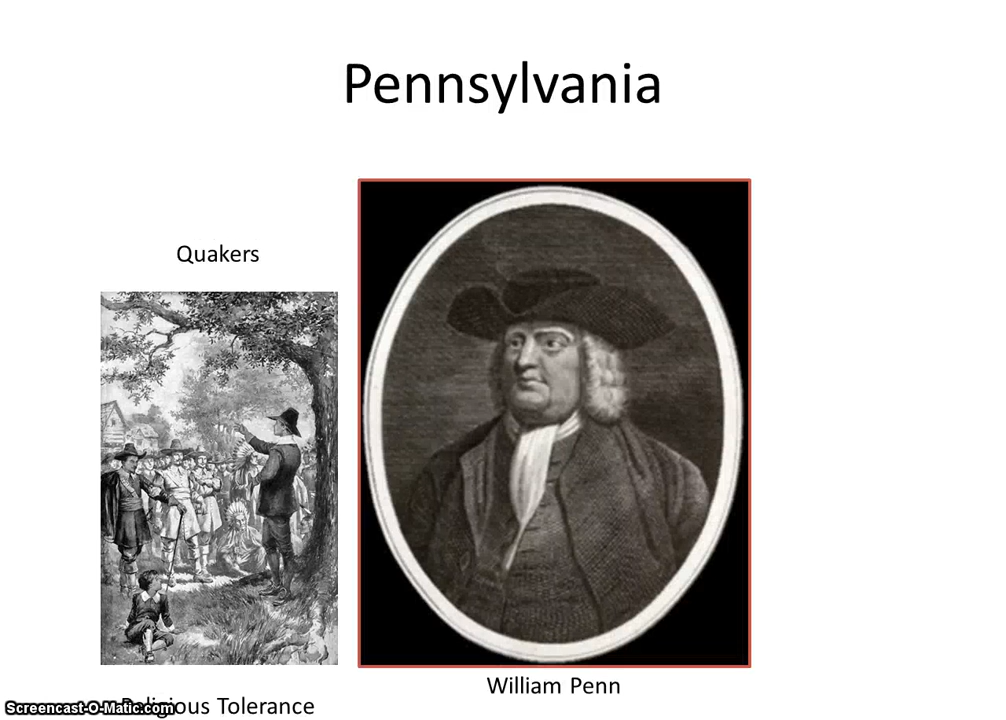 Pennsylvania
Quakers
William Penn
Religious Tolerance
Screencast-O-Matic.com